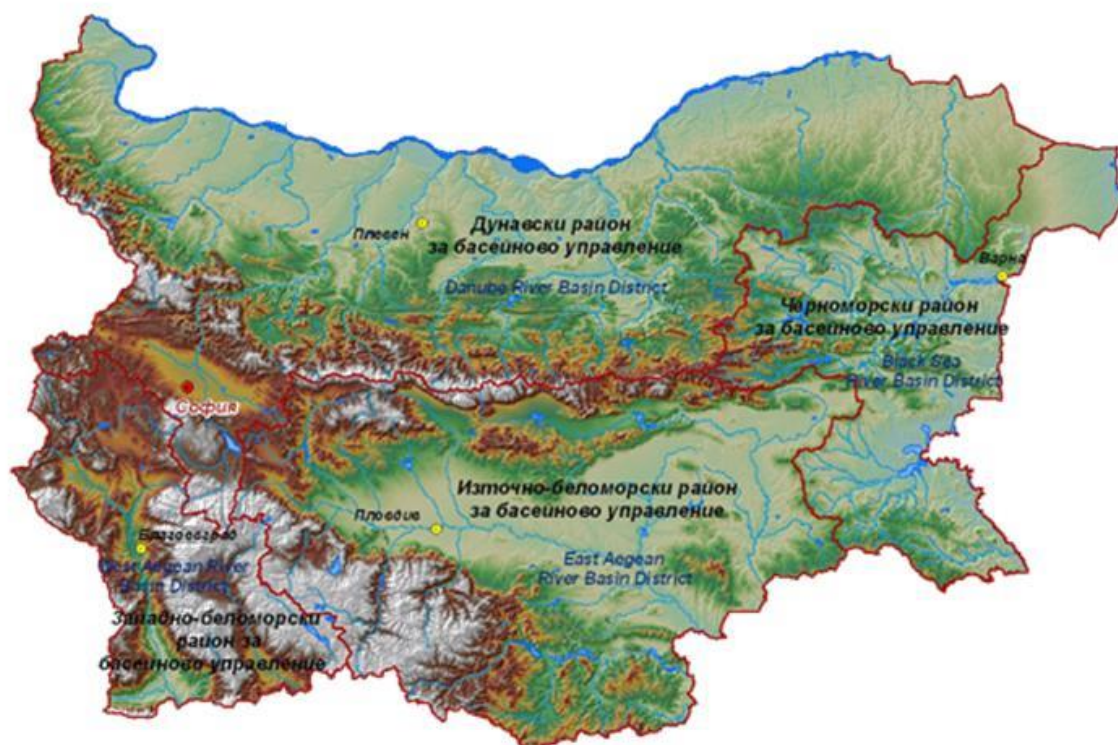 Плевен
Дунавски район
за басейново управление
Danube River Basin District
Варна
Черноморски район
за басейново управление
Black Sea
River Basin District
София
Източно-беломорски район
за басейново управление
Пловдив
East Aegean
River Basin District
Благоевград
West Aegean River
Basin District
Западно-беломорски
район за
басейново управление